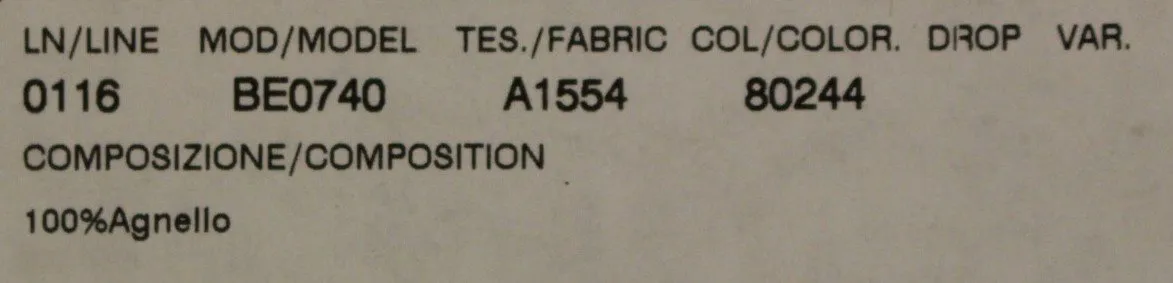 LN/LINE MOD/MODEL TES./FABRIC COL/COLOR. DROP VAR.
0116 BE0740 A1554 80244
COMPOSIZIONE/COMPOSITION
100%Agnello